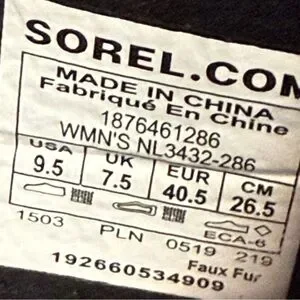 SOREL.COM
MADE IN CHINA
Fabriqué En Chine
1876461286
WMN'S NL3432-286
USA UK EUR CM
9.5 7.5 40.5 26.5
ECA-6
1503 PLN 0519 219
Faux Fur
192660534909